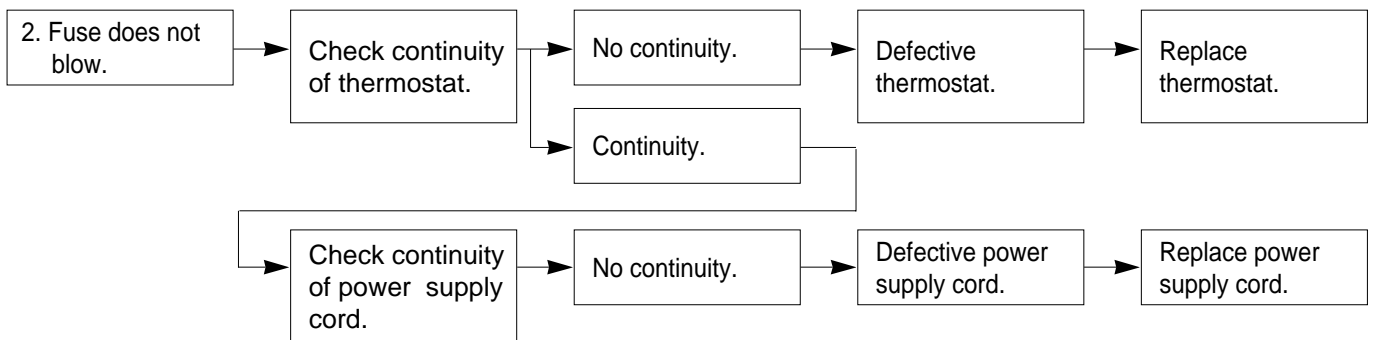 2. Fuse does not
blow.
Check continuity
of thermostat.
No continuity.
Defective
thermostat.
Replace
thermostat.
Continuity.
Check continuity
of power supply
cord.
No continuity.
Defective power
supply cord.
Replace power
supply cord.